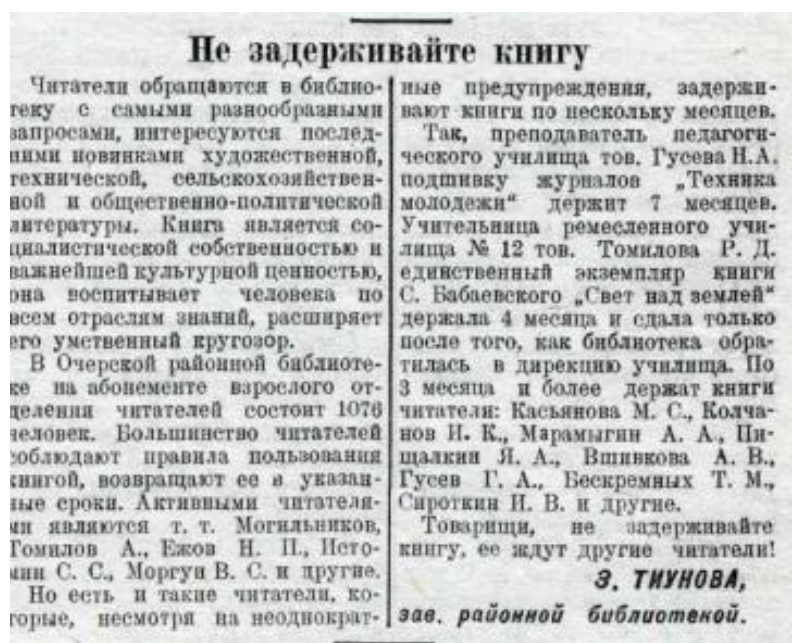 Не задерживайте книгу
Читатели обращаются в библио-
теку с самыми разнообразными
запросами, интересуются послед-
ними новинками художественной,
технической, сельскохозяйствен-
ной и общественно-политической
литературы. Книга является со-
циалистической собственностью и
важнейшей культурной ценностью,
она воспитывает человека по
всем отраслям знаний, расширяет
его умственный кругозор.
В Очерской районной библиоте-
ке на абонементе взрослого от-
деления читателей состоит 1076
человек. Большинство читателей
соблюдают правила пользования
книгой, возвращают ее в указан-
ные сроки. Активными читателя-
ми являются т. т. Могильников,
Томилов А., Ежов Н. П., Исто-
мин С. С., Моргун В. С. и другие.
Но есть и такие читатели, ко-
торые, несмотря на неоднократ-
ные предупреждения, задержи-
вают книги по нескольку месяцев.
Так, преподаватель педагоги-
ческого училища тов. Гусева Н.А.
подшивку журналов „Техника
молодежи“ держит 7 месяцев.
Учительница ремесленного учи-
лища № 12 тов. Томилова Р. Д.
единственный экземпляр книги
С. Бабаевского „Свет над землей“
держала 4 месяца и сдала только
после того, как библиотека обра-
тилась в дирекцию училища. По
3 месяца и более держат книги
читатели: Касьянова М. С., Колча-
нов И. К., Марамыгин А. А., Пи-
щалкин Я. А., Вшивкова А. В.,
Гусев Г. А., Бескремных Т. М.,
Сироткин И. В. и другие.
Товарищи, не задерживайте
книгу, ее ждут другие читатели!
З. ТИУНОВА,
зав. районной библиотекой.